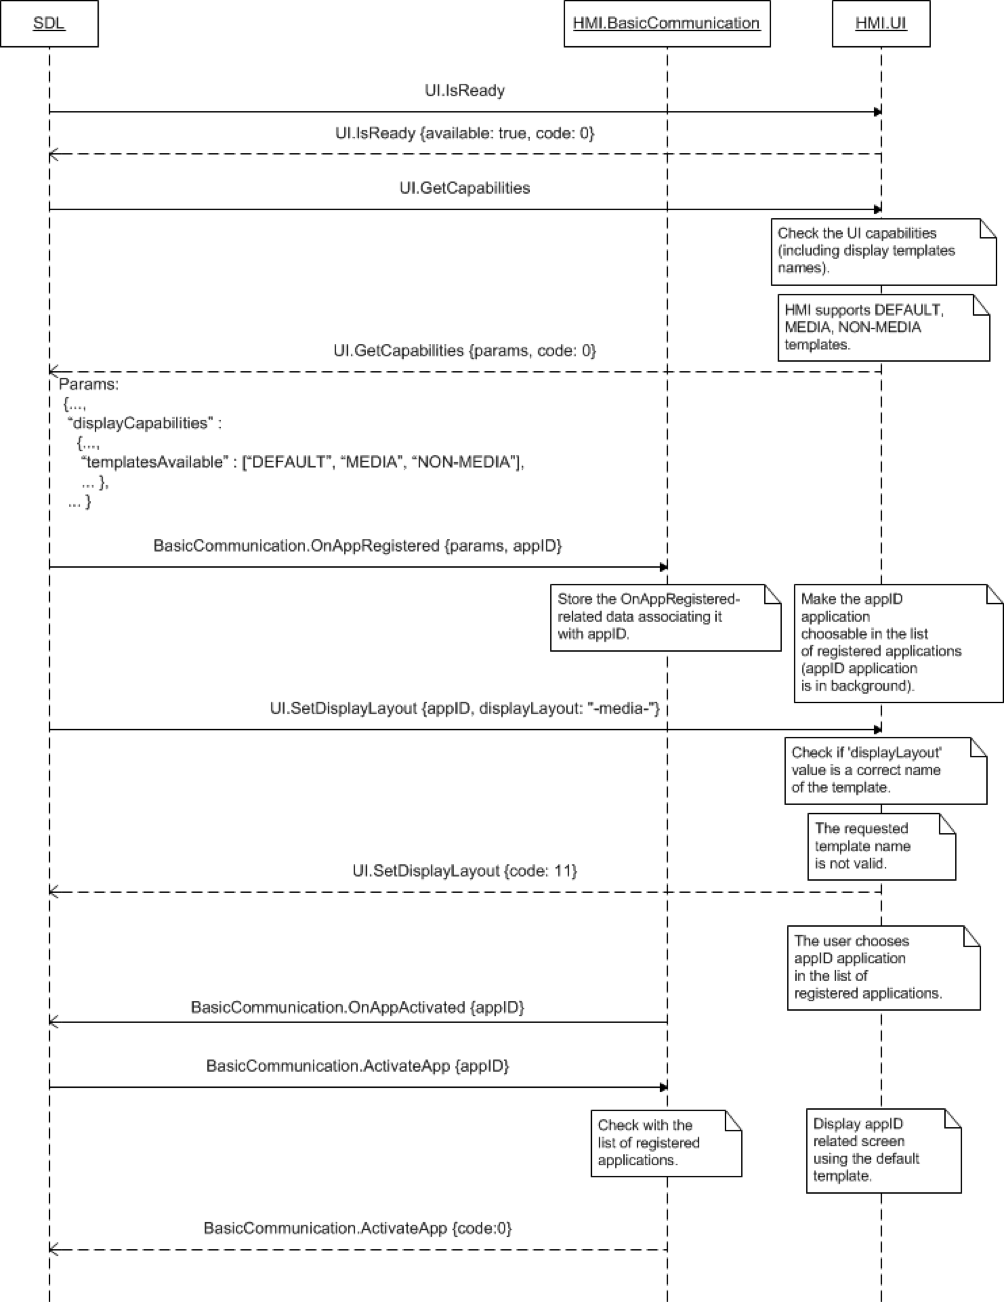 SDL
HMI.BasicCommunication
HMI.UI
UI.IsReady
UI.IsReady {available: true, code: 0}
UI.GetCapabilities
Check the UI capabilities
(including display templates
names).
HMI supports DEFAULT,
MEDIA, NON-MEDIA
templates.
UI.GetCapabilities {params, code: 0}
Params:
{...,
“displayCapabilities” :
{...,
“templatesAvailable” : [“DEFAULT”, “MEDIA”, “NON-MEDIA”],
... },
... }
BasicCommunication.OnAppRegistered {params, appID}
Store the OnAppRegistered-
related data associating it
with appID.
Make the appID
application
choosable in the list
of registered applications
(appID application
is in background).
UI.SetDisplayLayout {appID, displayLayout: "-media-"}
Check if 'displayLayout'
value is a correct name
of the template.
The requested
template name
is not valid.
UI.SetDisplayLayout {code: 11}
The user chooses
appID application
in the list of
registered applications.
BasicCommunication.OnAppActivated {appID}
BasicCommunication.ActivateApp {appID}
Check with the
list of registered
applications.
Display appID
related screen
using the default
template.
BasicCommunication.ActivateApp {code:0}